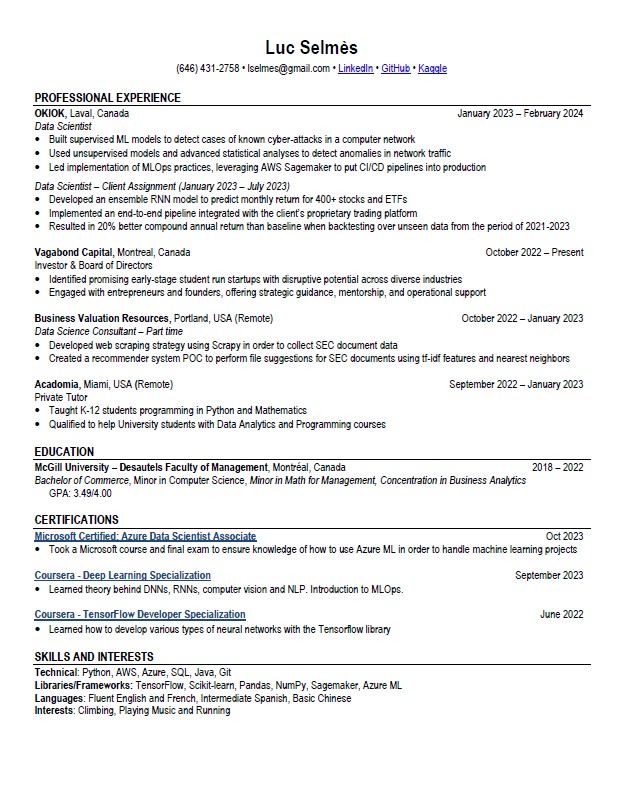 Luc Selmès
(646) 431-2758 • lselmes@gmail.com • LinkedIn • GitHub • Kaggle
PROFESSIONAL EXPERIENCE
OKIOK, Laval, Canada January 2023 – February 2024
Data Scientist
• Built supervised ML models to detect cases of known cyber-attacks in a computer network
• Used unsupervised models and advanced statistical analyses to detect anomalies in network traffic
• Led implementation of MLOps practices, leveraging AWS Sagemaker to put CI/CD pipelines into production
Data Scientist – Client Assignment (January 2023 – July 2023)
• Developed an ensemble RNN model to predict monthly return for 400+ stocks and ETFs
• Implemented an end-to-end pipeline integrated with the client's proprietary trading platform
• Resulted in 20% better compound annual return than baseline when backtesting over unseen data from the period of 2021-2023
Vagabond Capital, Montreal, Canada October 2022 – Present
Investor & Board of Directors
• Identified promising early-stage student run startups with disruptive potential across diverse industries
• Engaged with entrepreneurs and founders, offering strategic guidance, mentorship, and operational support
Business Valuation Resources, Portland, USA (Remote) October 2022 – January 2023
Data Science Consultant – Part time
• Developed web scraping strategy using Scrapy in order to collect SEC document data
• Created a recommender system POC to perform file suggestions for SEC documents using tf-idf features and nearest neighbors
Acadomia, Miami, USA (Remote) September 2022 – January 2023
Private Tutor
• Taught K-12 students programming in Python and Mathematics
• Qualified to help University students with Data Analytics and Programming courses
EDUCATION
McGill University – Desautels Faculty of Management, Montréal, Canada 2018 – 2022
Bachelor of Commerce, Minor in Computer Science, Minor in Math for Management, Concentration in Business Analytics
GPA: 3.49/4.00
CERTIFICATIONS
Microsoft Certified: Azure Data Scientist Associate Oct 2023
• Took a Microsoft course and final exam to ensure knowledge of how to use Azure ML in order to handle machine learning projects
Coursera - Deep Learning Specialization September 2023
• Learned theory behind DNNs, RNNs, computer vision and NLP. Introduction to MLOps.
Coursera - TensorFlow Developer Specialization June 2022
• Learned how to develop various types of neural networks with the Tensorflow library
SKILLS AND INTERESTS
Technical: Python, AWS, Azure, SQL, Java, Git
Libraries/Frameworks: TensorFlow, Scikit-learn, Pandas, NumPy, Sagemaker, Azure ML
Languages: Fluent English and French, Intermediate Spanish, Basic Chinese
Interests: Climbing, Playing Music and Running